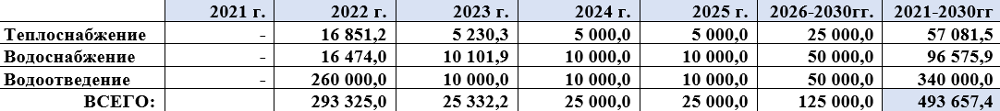 2021 г. 2022 г. 2023 г. 2024 г. 2025 г. 2026-2030гг. 2021-2030гг
Теплоснабжение - 16 851,2 5 230,3 5 000,0 5 000,0 25 000,0 57 081,5
Водоснабжение - 16 474,0 10 101,9 10 000,0 10 000,0 50 000,0 96 575,9
Водоотведение - 260 000,0 10 000,0 10 000,0 10 000,0 50 000,0 340 000,0
ВСЕГО: 293 325,0 25 332,2 25 000,0 25 000,0 125 000,0 493 657,4